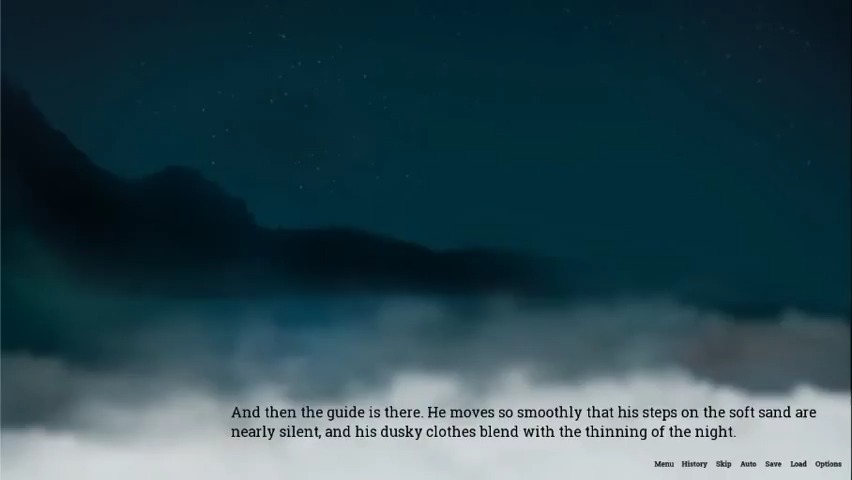 And then the guide is there. He moves so smoothly that his steps on the soft sand are
nearly silent, and his dusky clothes blend with the thinning of the night.
Menu History Skip Auto Save Load Options